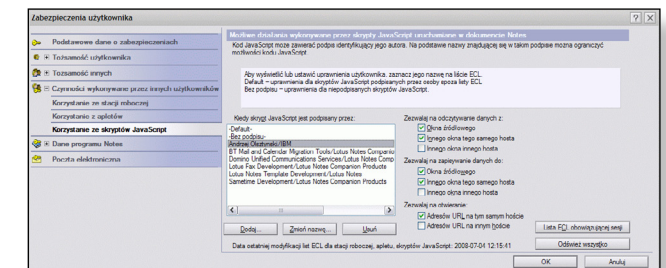 Zabezpieczenia użytkownika
Podstawowe dane o zabezpieczeniach
Tożsamość użytkownika
Tożsamość innych
Czynności wykonywane przez innych użytkowników
Korzystanie ze stacji roboczej
Korzystanie z apletów
Korzystanie ze skryptów JavaScript
Dane programu Notes
Poczta elektroniczna
Możliwe działania wykonywane przez skrypty JavaScript uruchamiane w dokumencie Notes
Kod JavaScript może zawierać podpis identyfikujący jego autora. Na podstawie nazwy znajdującej się w takim podpisie można ograniczyć
możliwości kodu JavaScript.
Aby wyświetlić lub ustawić uprawnienia użytkownika, zaznacz jego nazwę na liście ECL.
Default – uprawnienia dla skryptów JavaScript podpisanych przez osoby spoza listy ECL
Bez podpisu – uprawnienia dla niepodpisanych skryptów JavaScript.
Kiedy skrypt JavaScript jest podpisany przez:
-Default-
-Bez podpisu-
Andrzej Olsztyński/IBM
BT Mail and Calendar Migration Tools/Lotus Notes Companio
Domino Unified Communications Services/Lotus Notes Comp
Lotus Fax Development/Lotus Notes Companion Products
Lotus Notes Template Development/Lotus Notes
Sametime Development/Lotus Notes Companion Products
Dodaj...
Zmień nazwę...
Usuń
Zezwalaj na odczytywanie danych z:
Okna źródłowego
Innego okna tego samego hosta
Innego okna innego hosta
Zezwalaj na zapisywanie danych do:
Okna źródłowego
Innego okna tego samego hosta
Innego okna innego hosta
Zezwalaj na otwieranie:
Adresów URL na tym samym hoście
Adresów URL na innym hoście
Lista ECL obowiązującej sesji
Odśwież wszystko
Data ostatniej modyfikacji list ECL dla stacji roboczej, apletu, skryptów JavaScript: 2008-07-04 12:15:41
OK
Anuluj